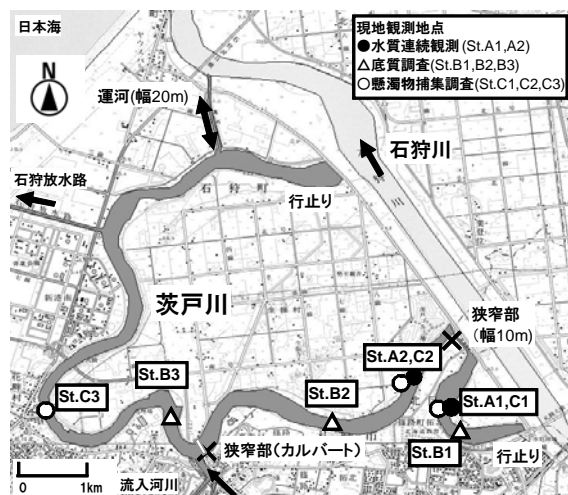 日本海
現地観測地点
●水質連続観測(St.A1,A2)
△底質調査(St.B1,B2,B3)
○懸濁物捕集調査(St.C1,C2,C3)
N
運河(幅20m)
石狩川
石狩放水路
石狩町
行止り
茨戸川
狭窄部
(幅10m)
St.A2,C2
St.B3
St.B2
St.A1,C1
St.C3
St.B1
狭窄部(カルバート)
行止り
0 1km
流入河川